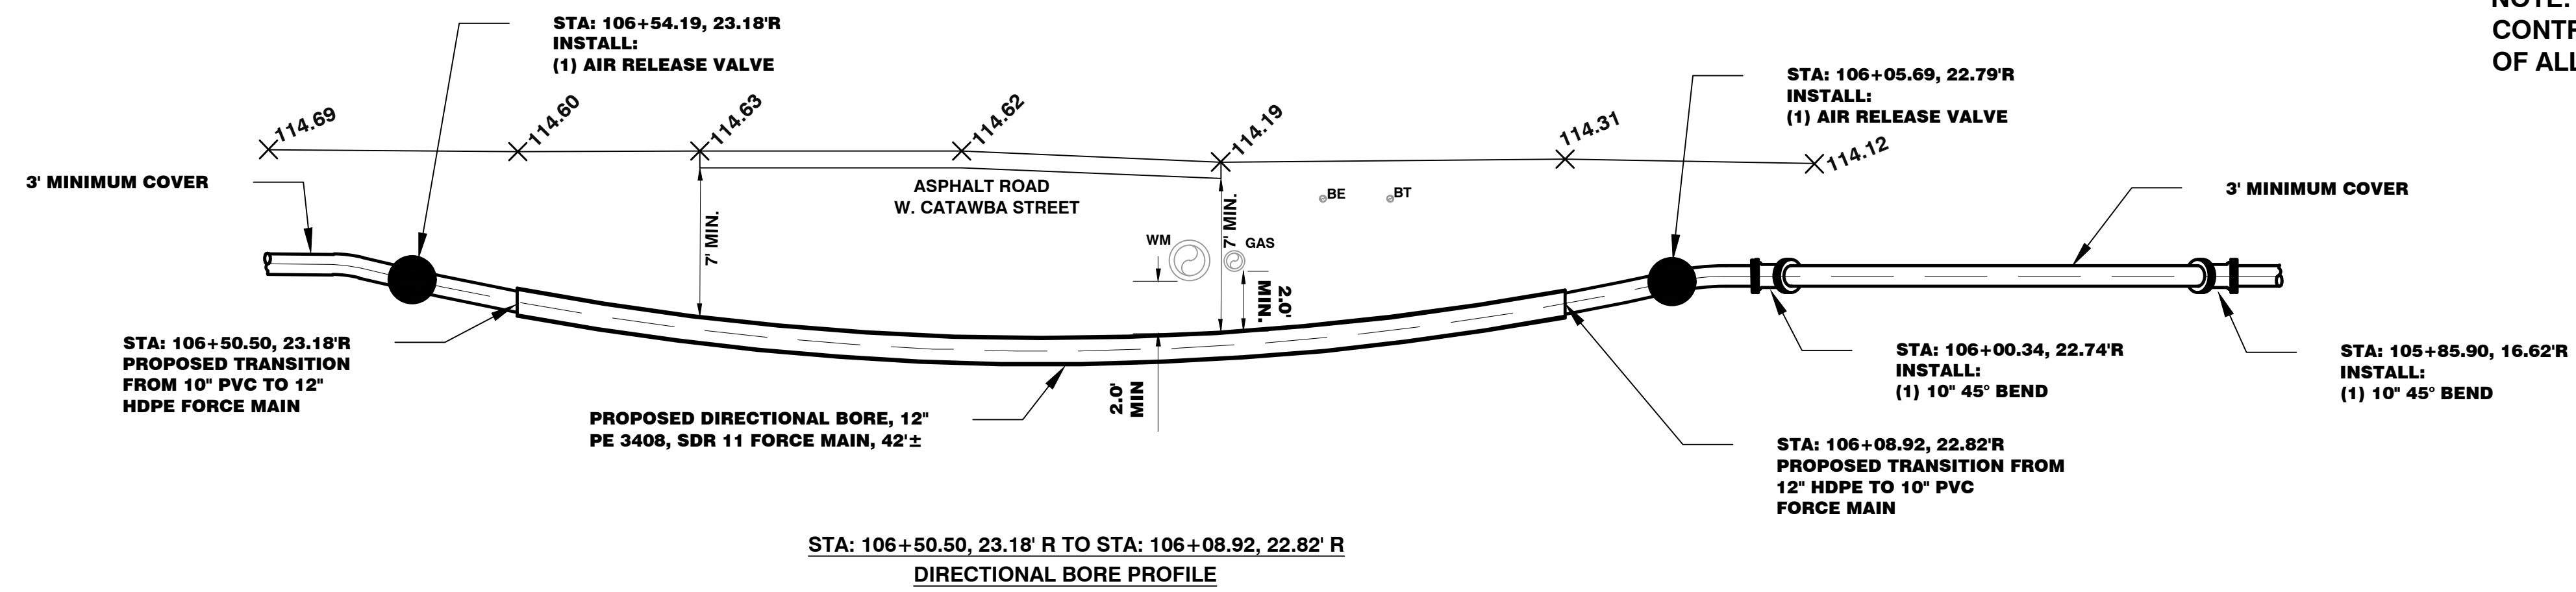 STA: 106+54.19, 23.18'R
INSTALL:
(1) AIR RELEASE VALVE
CONTR
OF ALL
STA: 106+05.69, 22.79'R
INSTALL:
(1) AIR RELEASE VALVE
114.69
114.60
114.63
114.62
114.19
114.31
114.12
3' MINIMUM COVER
ASPHALT ROAD
W. CATAWBA STREET
BE
BT
3' MINIMUM COVER
7' MIN.
7' MIN.
WM
GAS
2.0'
MIN.
STA: 106+50.50, 23.18'R
PROPOSED TRANSITION
FROM 10" PVC TO 12"
HDPE FORCE MAIN
2.0'
MIN
PROPOSED DIRECTIONAL BORE, 12"
PE 3408, SDR 11 FORCE MAIN, 42'±
STA: 106+00.34, 22.74'R
INSTALL:
(1) 10" 45° BEND
STA: 105+85.90, 16.62'R
INSTALL:
(1) 10" 45° BEND
STA: 106+08.92, 22.82'R
PROPOSED TRANSITION FROM
12" HDPE TO 10" PVC
FORCE MAIN
STA: 106+50.50, 23.18' R TO STA: 106+08.92, 22.82' R
DIRECTIONAL BORE PROFILE